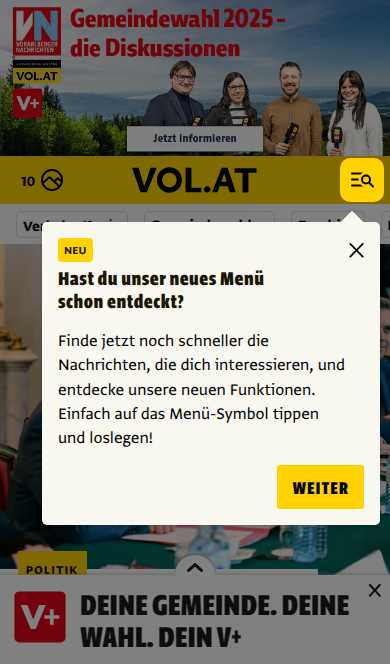 Gemeindewahl 2025 –
die Diskussionen
VN
VORARLBERGER
NACHRICHTEN
VOL.AT
V+
Jetzt informieren
10
VOL.AT
NEU
Hast du unser neues Menü
schon entdeckt?
Finde jetzt noch schneller die
Nachrichten, die dich interessieren, und
entdecke unsere neuen Funktionen.
Einfach auf das Menü-Symbol tippen
und loslegen!
WEITER
POLITIK
V+
DEINE GEMEINDE. DEINE
WAHL. DEIN V+